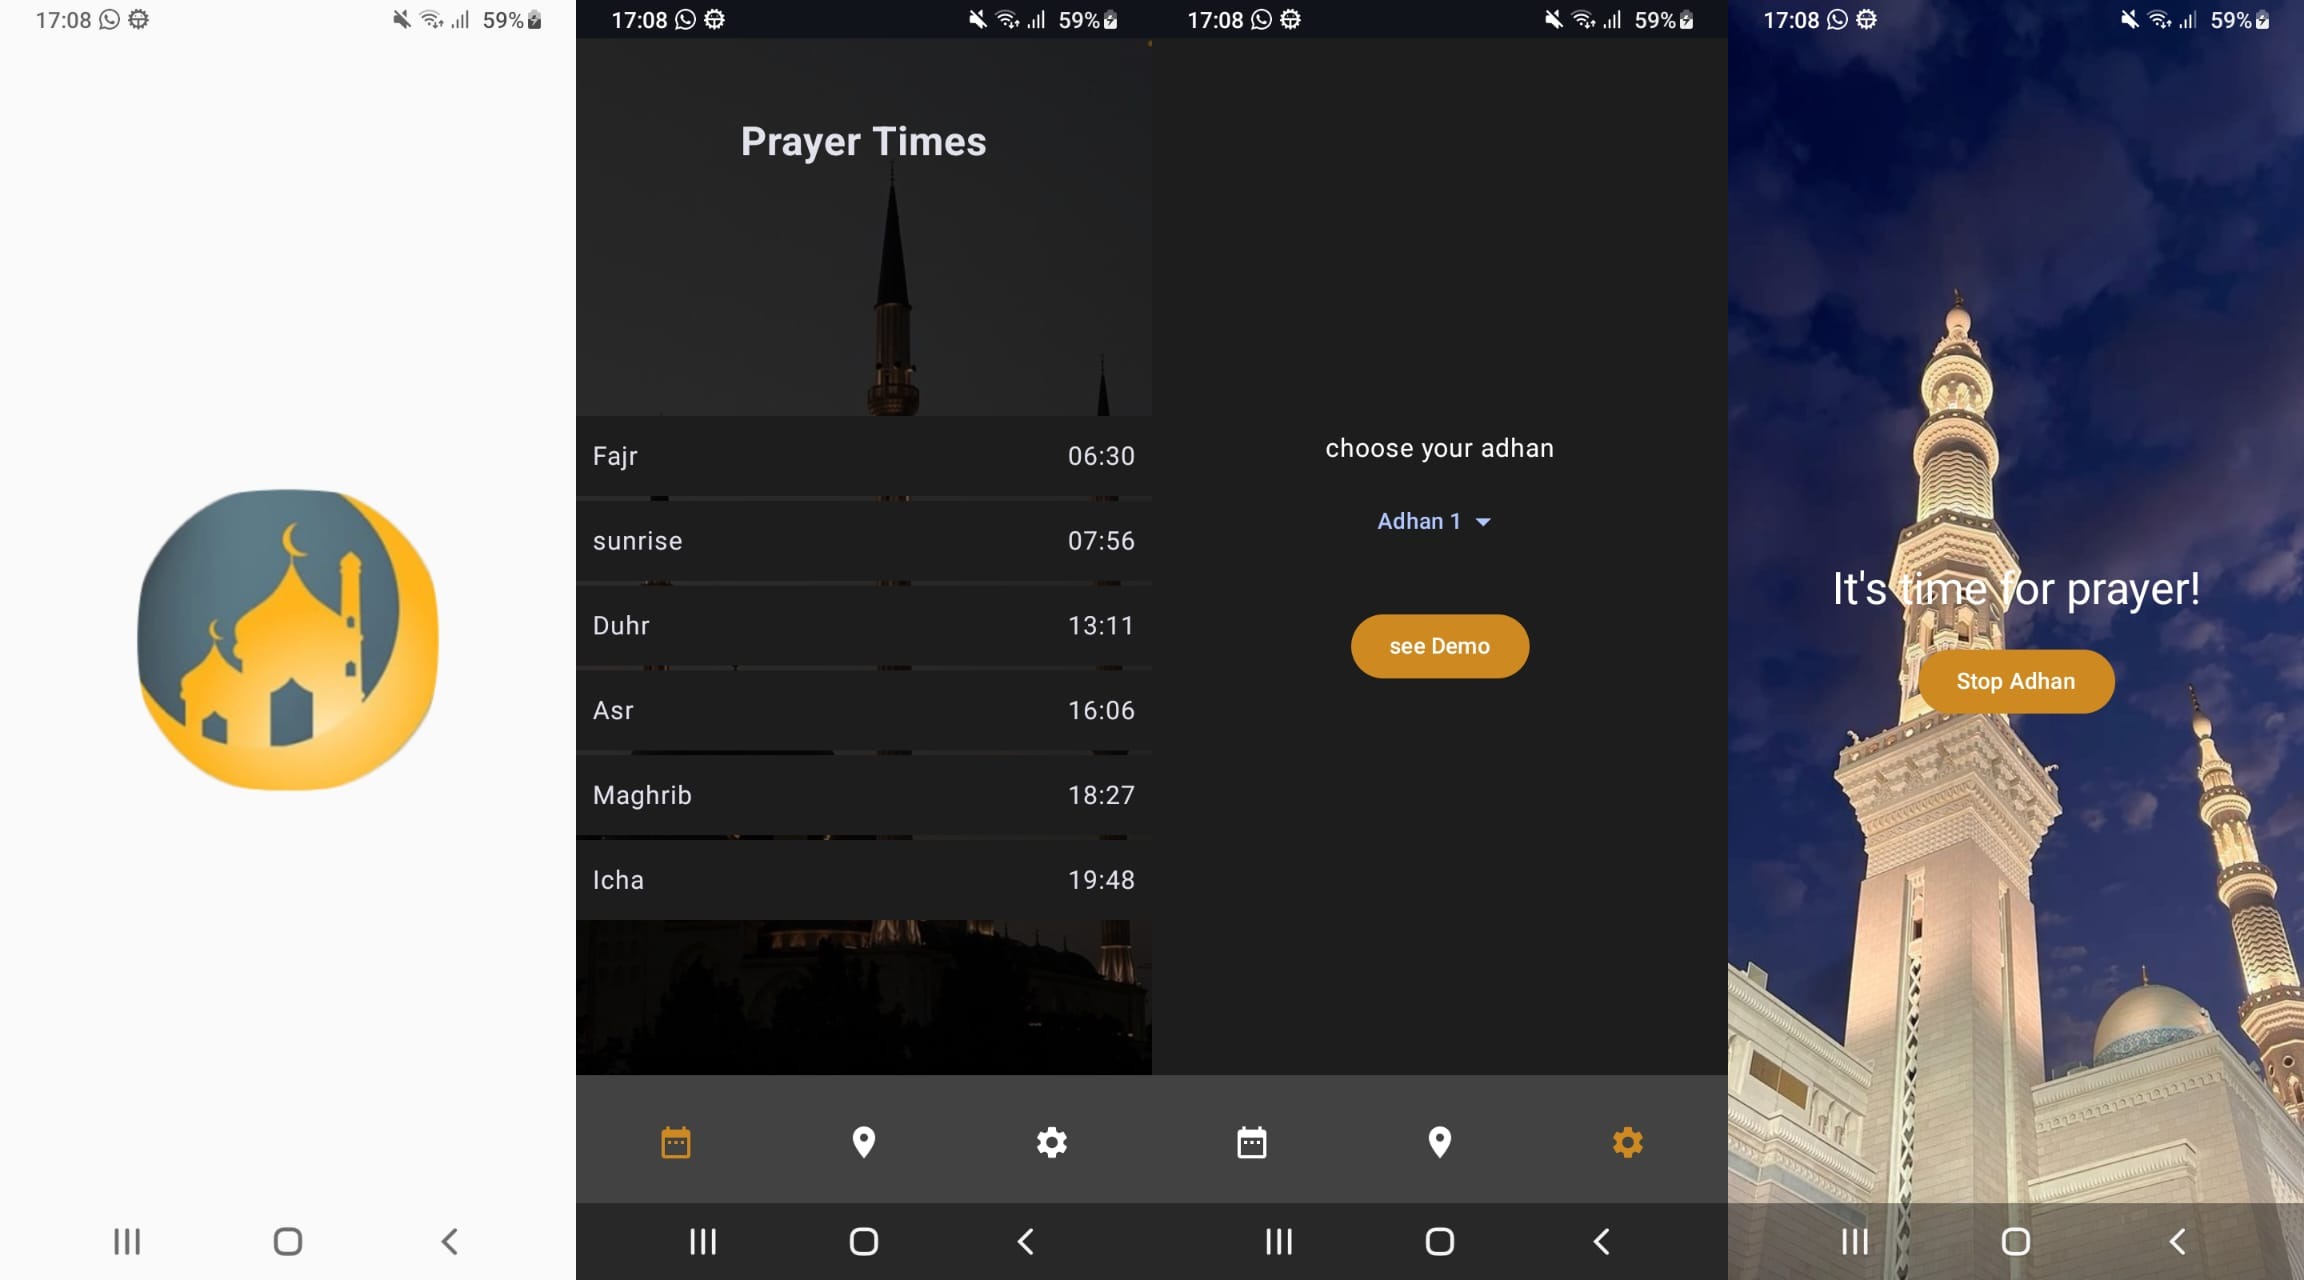 17:08 59%
17:08 59%
Prayer Times
Fajr 06:30
sunrise 07:56
Duhr 13:11
Asr 16:06
Maghrib 18:27
Icha 19:48
17:08 59%
choose your adhan
Adhan 1
see Demo
17:08 59%
It's time for prayer!
Stop Adhan